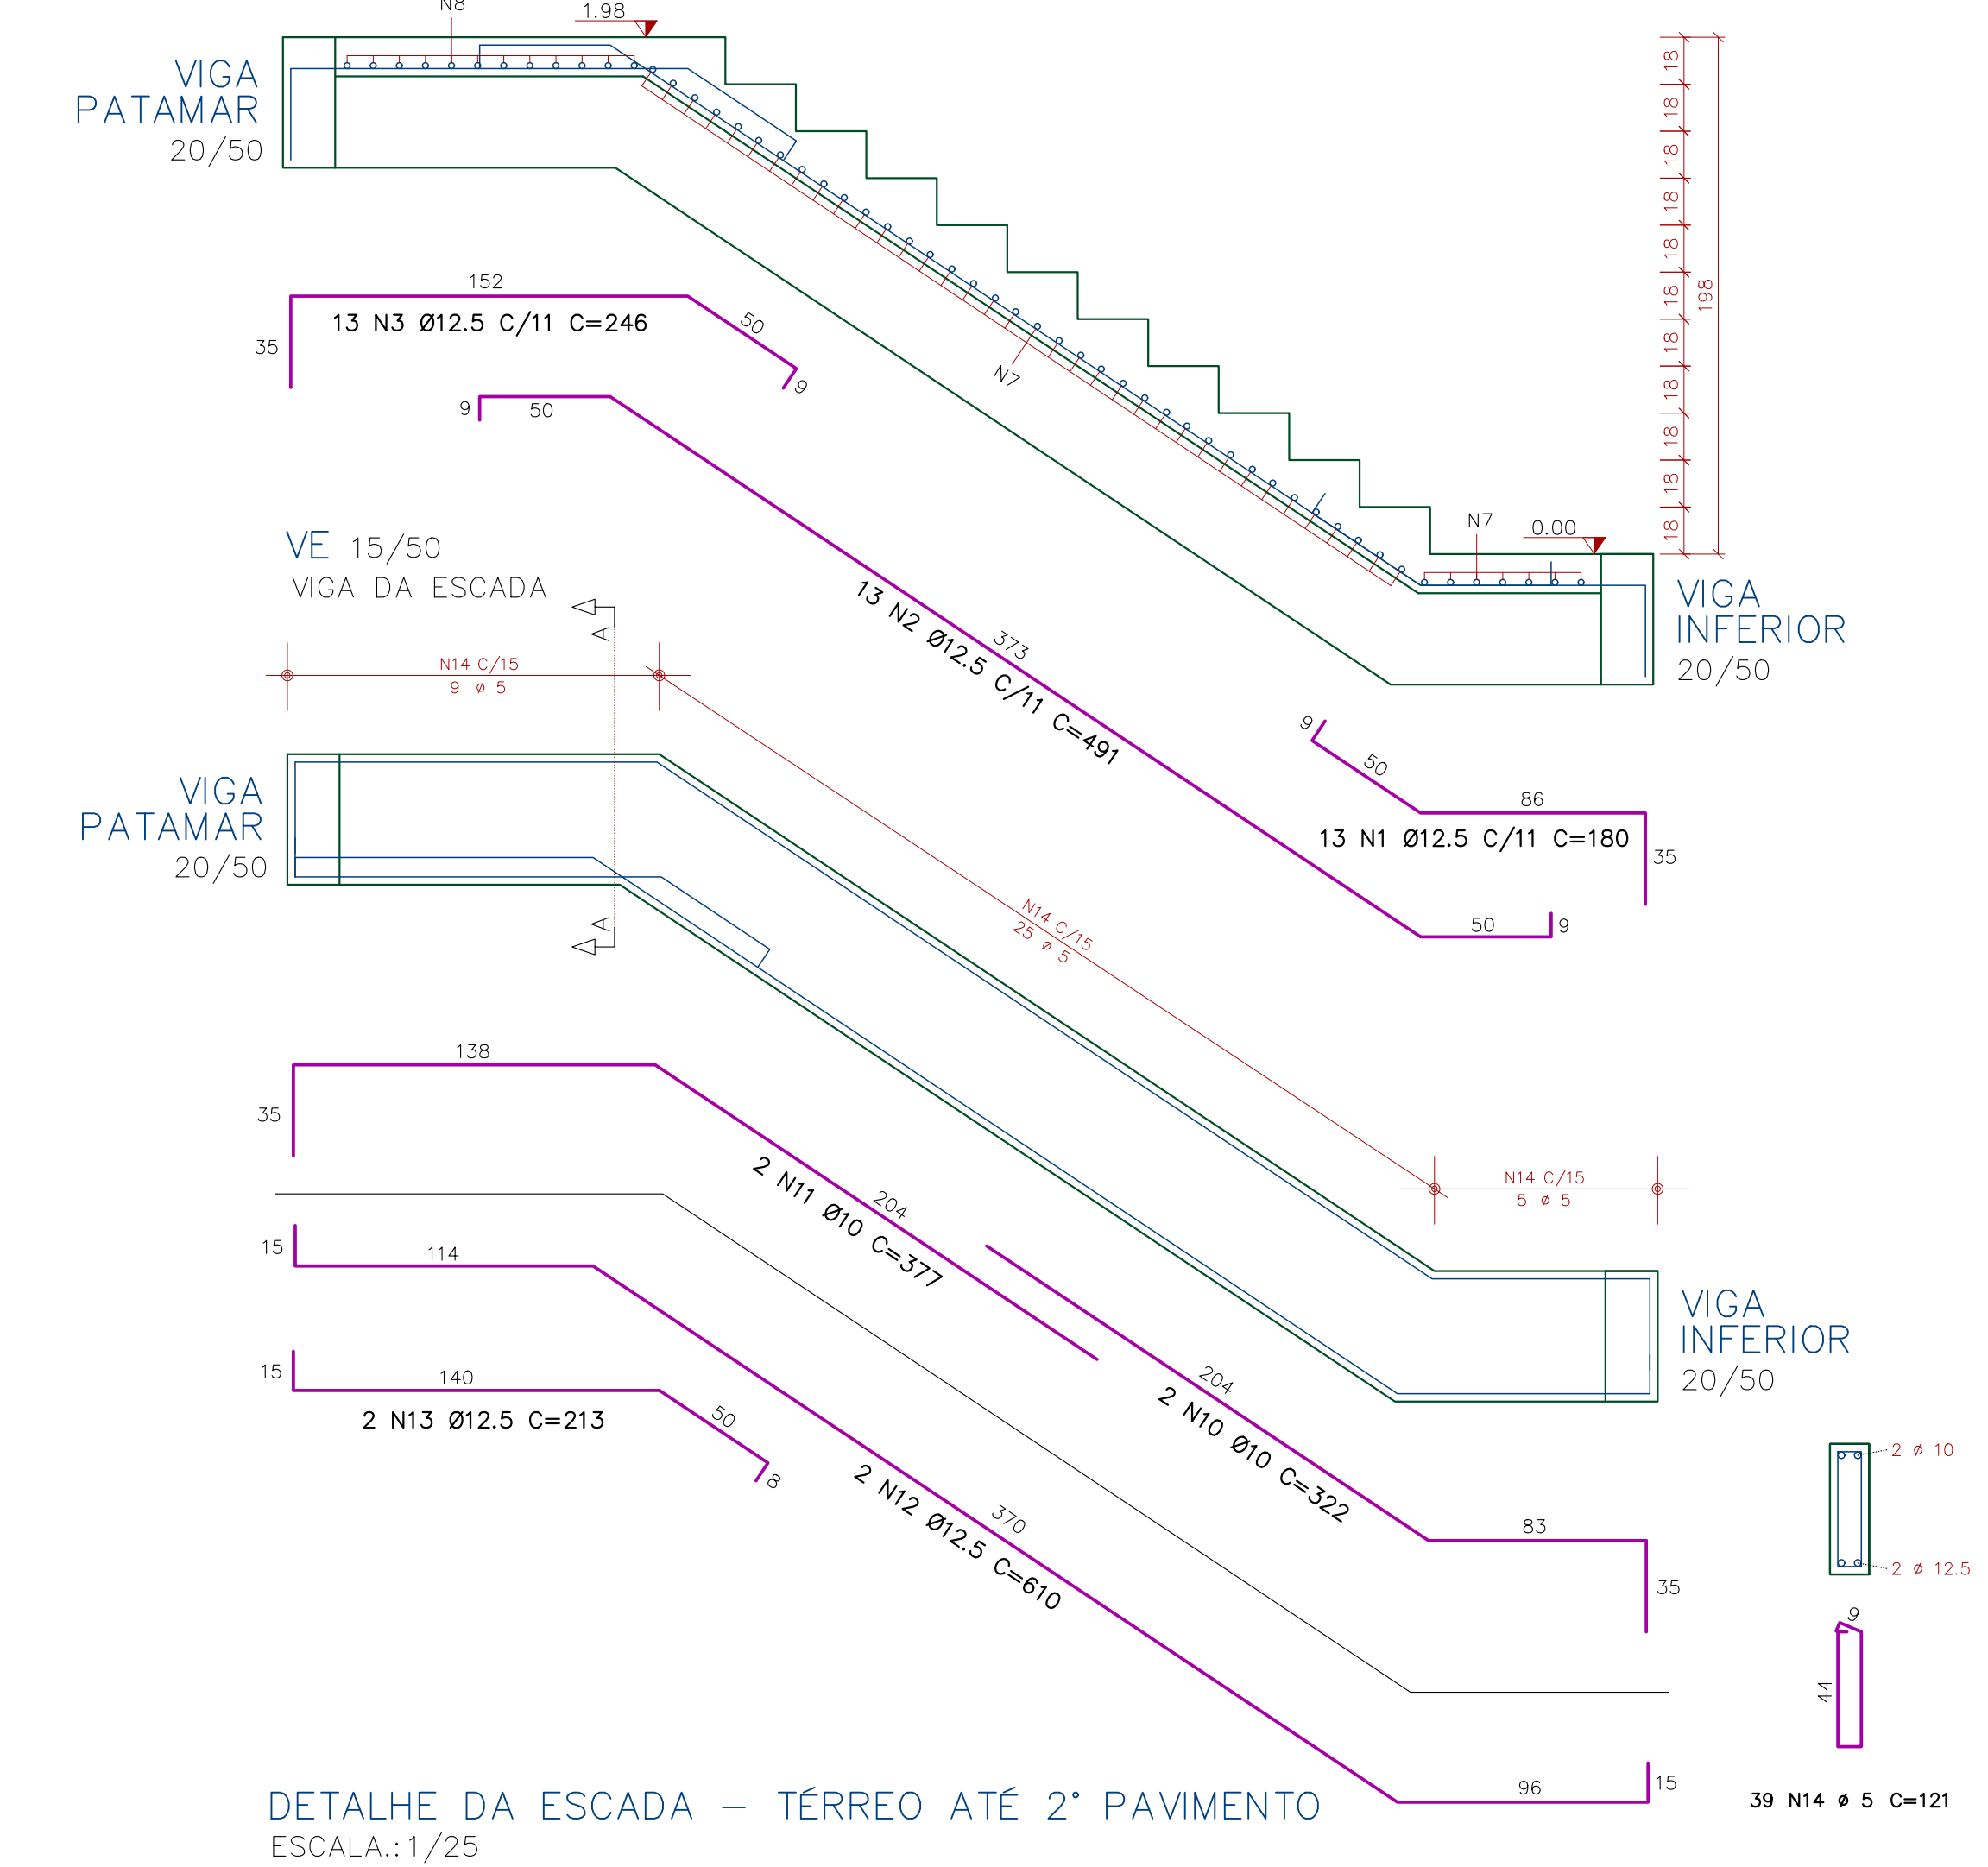 N8
1.98
VIGA
PATAMAR
20/50
18
18
18
18
18
18
18
18
18
18
18
198
152
13 N3 Ø12.5 C/11 C=246
35
50
9
N7
9
50
N7
0.00
VE 15/50
VIGA DA ESCADA
A
VIGA
INFERIOR
20/50
373
13 N2 Ø12.5 C/11 C=491
N14 C/15
9 ø 5
9
50
86
13 N1 Ø12.5 C/11 C=180
35
50
9
VIGA
PATAMAR
20/50
A
N14 C/15
25 ø 5
138
35
204
2 N11 Ø10 C=377
N14 C/15
5 ø 5
15
114
204
2 N10 Ø10 C=322
VIGA
INFERIOR
20/50
15
140
50
2 N13 Ø12.5 C=213
8
370
2 N12 Ø12.5 C=610
83
35
2 ø 10
2 ø 12.5
9
44
96
15
39 N14 ø 5 C=121
DETALHE DA ESCADA – TÉRREO ATÉ 2° PAVIMENTO
ESCALA.:1/25